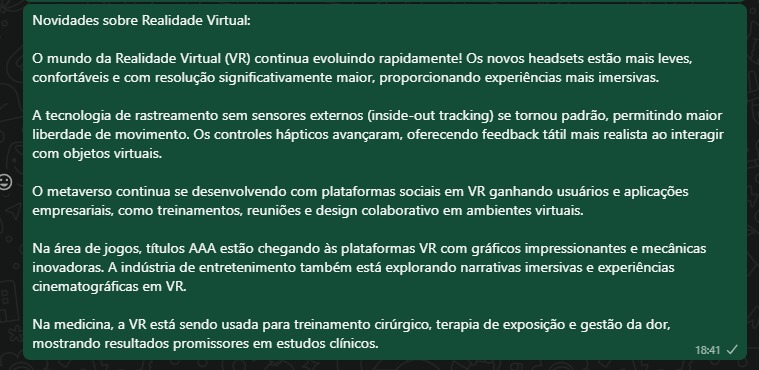 Novidades sobre Realidade Virtual:
O mundo da Realidade Virtual (VR) continua evoluindo rapidamente! Os novos headsets estão mais leves,
confortáveis e com resolução significativamente maior, proporcionando experiências mais imersivas.
A tecnologia de rastreamento sem sensores externos (inside-out tracking) se tornou padrão, permitindo maior
liberdade de movimento. Os controles hápticos avançaram, oferecendo feedback tátil mais realista ao interagir
com objetos virtuais.
O metaverso continua se desenvolvendo com plataformas sociais em VR ganhando usuários e aplicações
empresariais, como treinamentos, reuniões e design colaborativo em ambientes virtuais.
Na área de jogos, títulos AAA estão chegando às plataformas VR com gráficos impressionantes e mecânicas
inovadoras. A indústria de entretenimento também está explorando narrativas imersivas e experiências
cinematográficas em VR.
Na medicina, a VR está sendo usada para treinamento cirúrgico, terapia de exposição e gestão da dor,
mostrando resultados promissores em estudos clínicos.
18:41